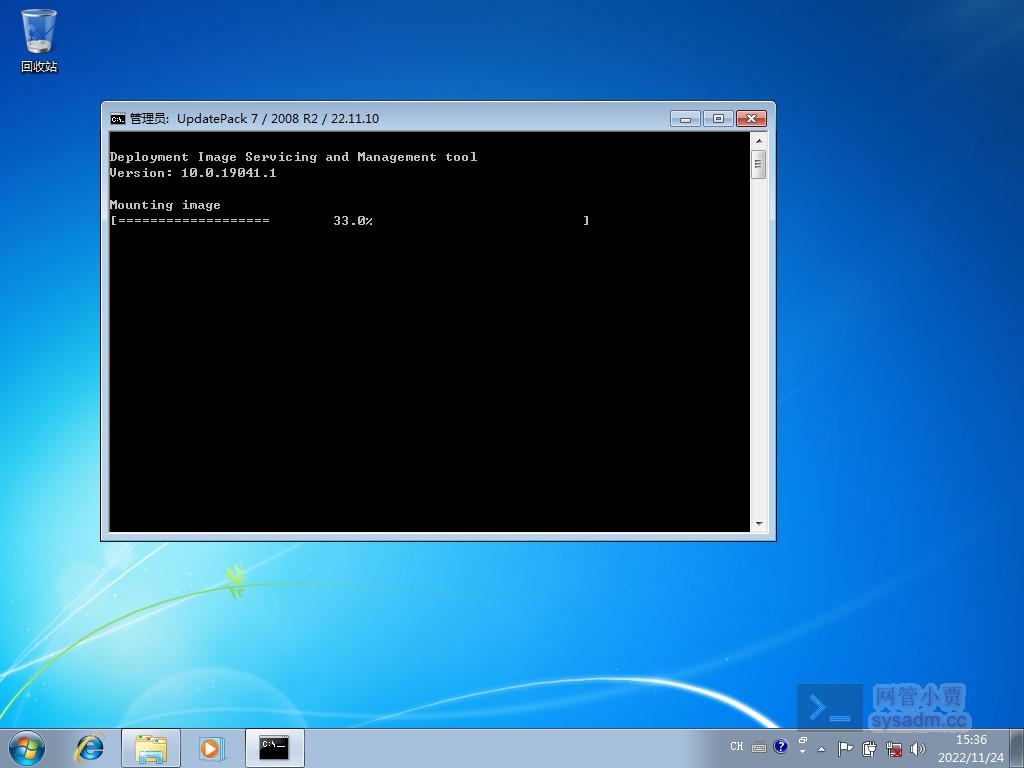 回收站
管理员: UpdatePack 7 / 2008 R2 / 22.11.10
Deployment Image Servicing and Management tool
Version: 10.0.19041.1
Mounting image
[=================== 33.0% ]
网管小贾
sysadm.cc
CH
15:36
2022/11/24